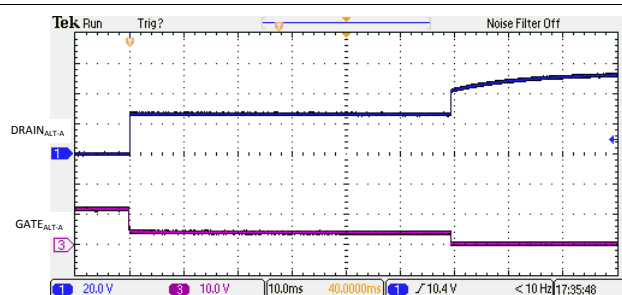 Tek Run Trig? Noise Filter Off
DRAINALT-A
1
GATEALT-A
3
1 20.0 V 3 10.0 V 10.0ms 40.0000ms 1 ƒ 10.4 V < 10 Hz 17:35:48